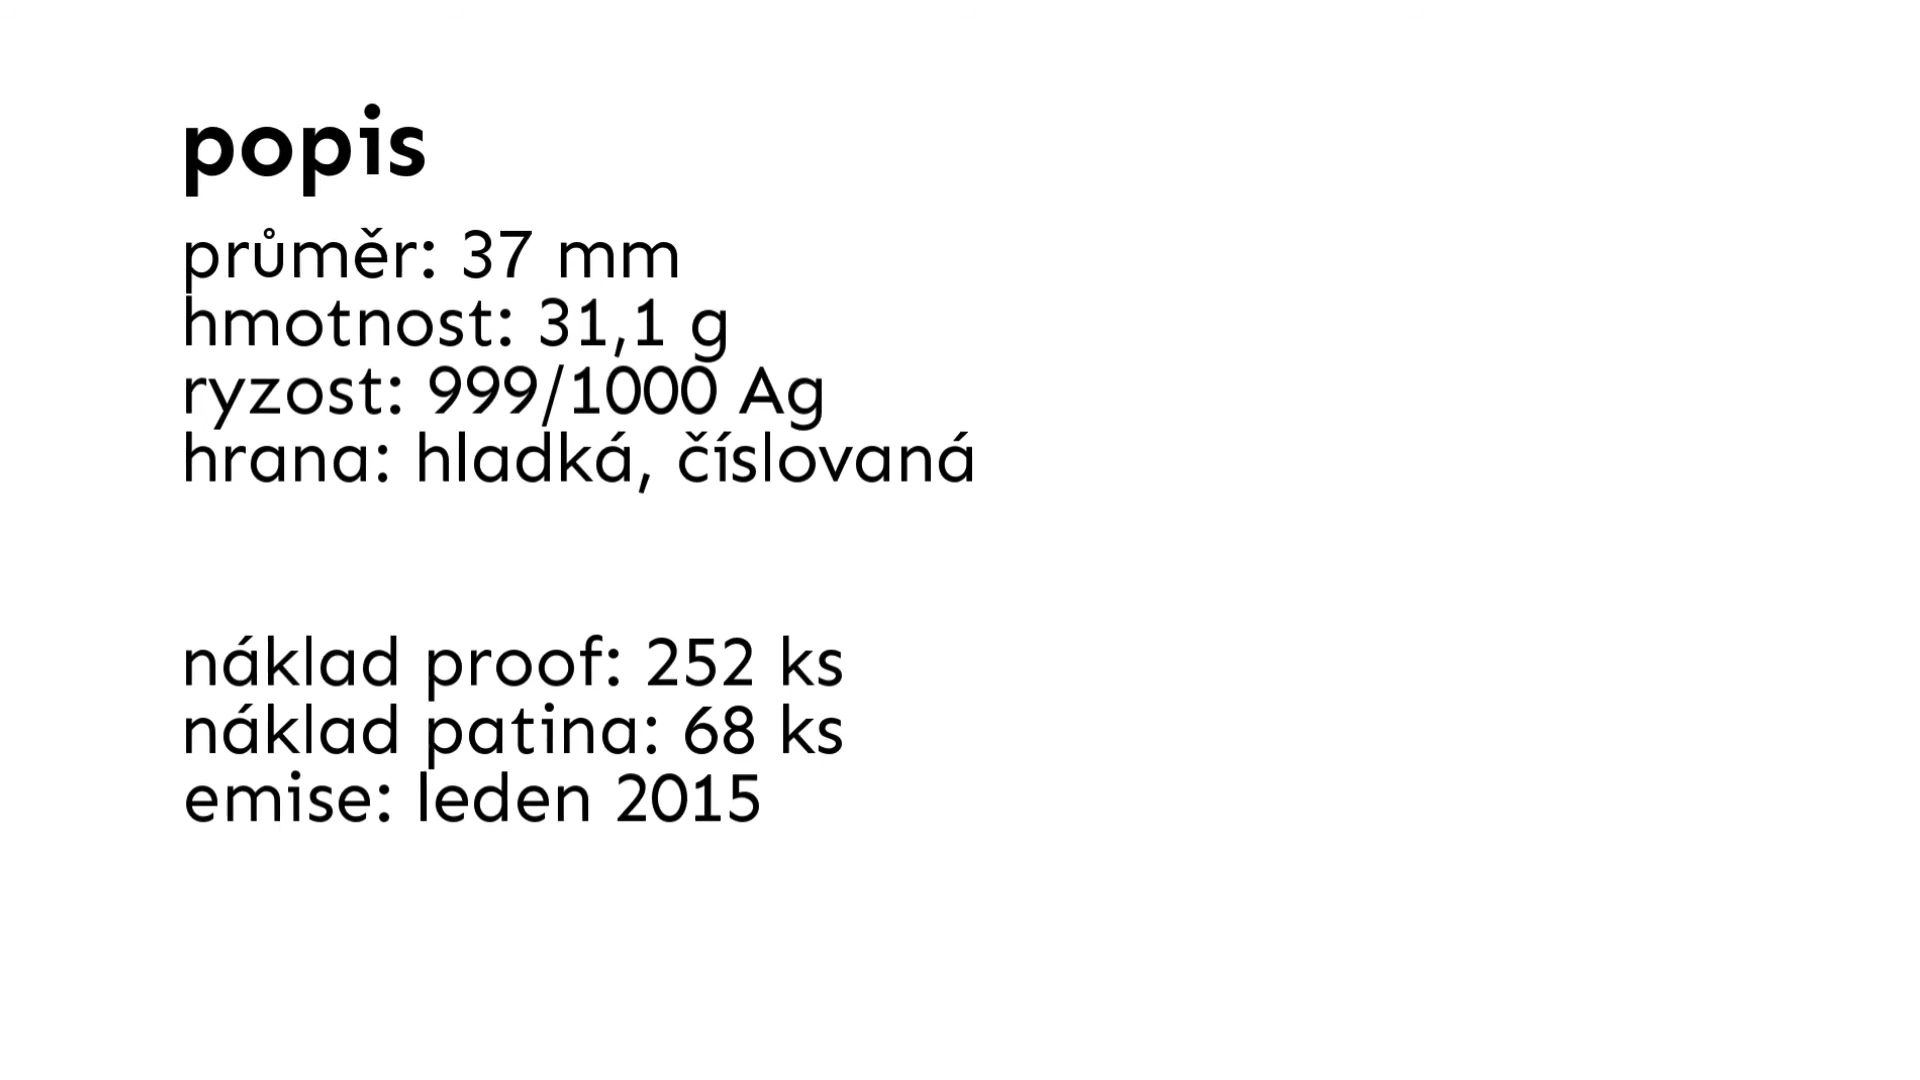 popis
průměr: 37 mm
hmotnost: 31,1 g
ryzost: 999/1000 Ag
hrana: hladká, číslovaná
náklad proof: 252 ks
náklad patina: 68 ks
emise: leden 2015